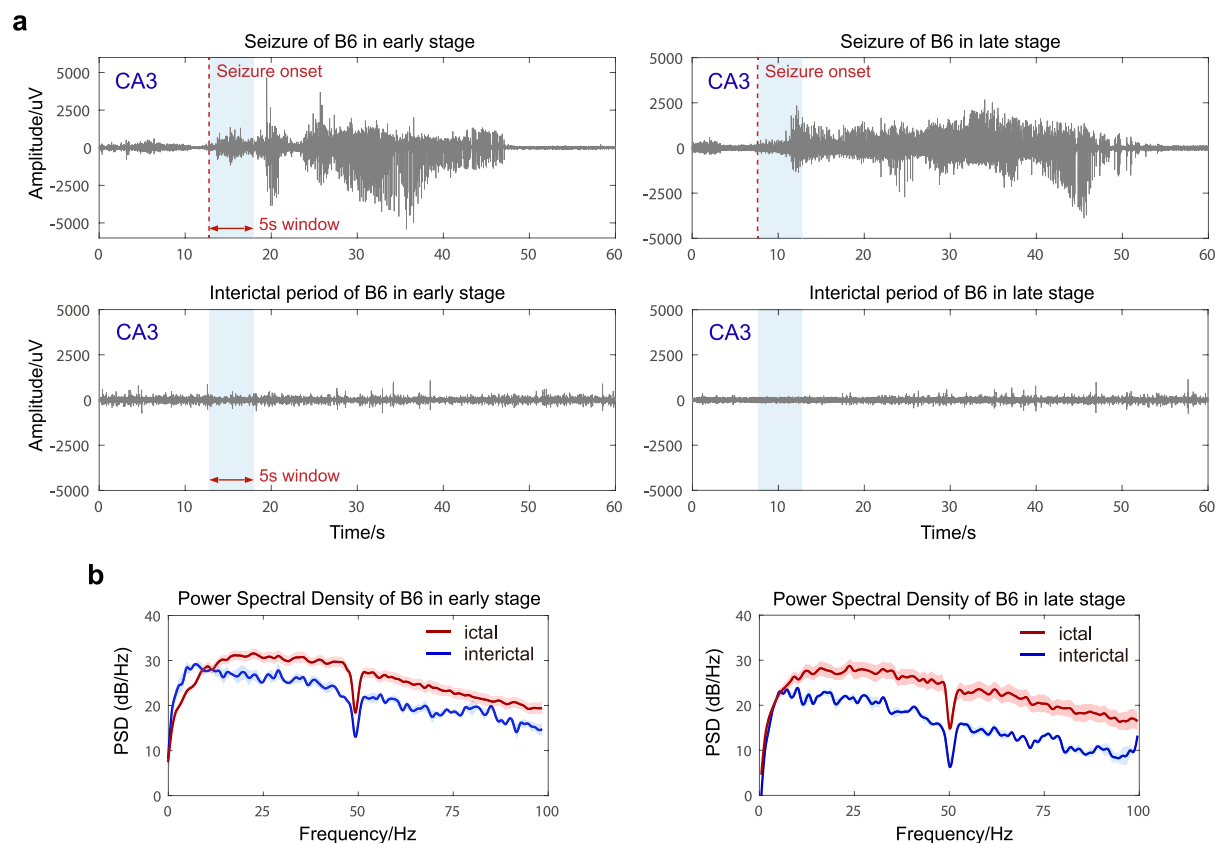 a
Seizure of B6 in early stage
Seizure of B6 in late stage
CA3
Seizure onset
Seizure onset
5000
2500
0
-2500
-5000
Amplitude/uV
5s window
0 10 20 30 40 50 60
CA3
5000
2500
0
-2500
-5000
0 10 20 30 40 50 60
Interictal period of B6 in early stage
Interictal period of B6 in late stage
CA3
5000
2500
0
-2500
-5000
Amplitude/uV
5s window
0 10 20 30 40 50 60
Time/s
CA3
5000
2500
0
-2500
-5000
0 10 20 30 40 50 60
Time/s
b
Power Spectral Density of B6 in early stage
Power Spectral Density of B6 in late stage
40
30
20
10
0
PSD (dB/Hz)
ictal
interictal
0 25 50 75 100
Frequency/Hz
40
30
20
10
0
PSD (dB/Hz)
ictal
interictal
0 25 50 75 100
Frequency/Hz